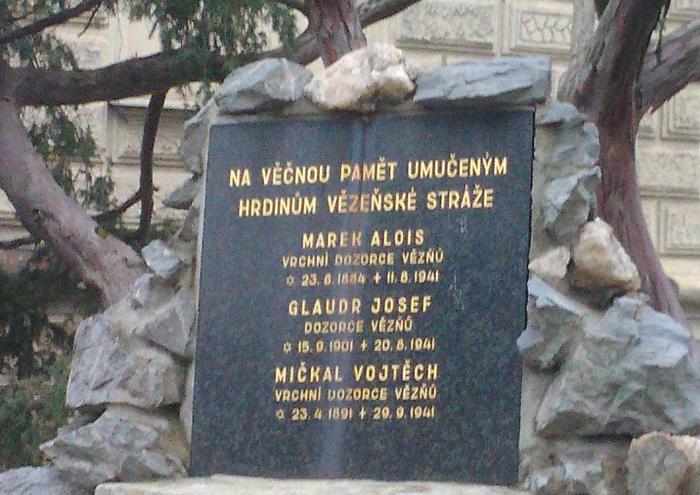 NA VĚČNOU PAMĚT UMUČENÝM
HRDINŮM VĚZEŇSKÉ STRÁŽE
MAREK ALOIS
VRCHNÍ DOZORCE VĚZŇŮ
☼ 23. 6. 1884 + 11. 8. 1941
GLAUDR JOSEF
DOZORCE VĚZŇŮ
☼ 15. 9. 1901 + 20. 8. 1941
MIČKAL VOJTĚCH
VRCHNÍ DOZORCE VĚZŇŮ
☼ 23. 4. 1891 + 29. 9. 1941